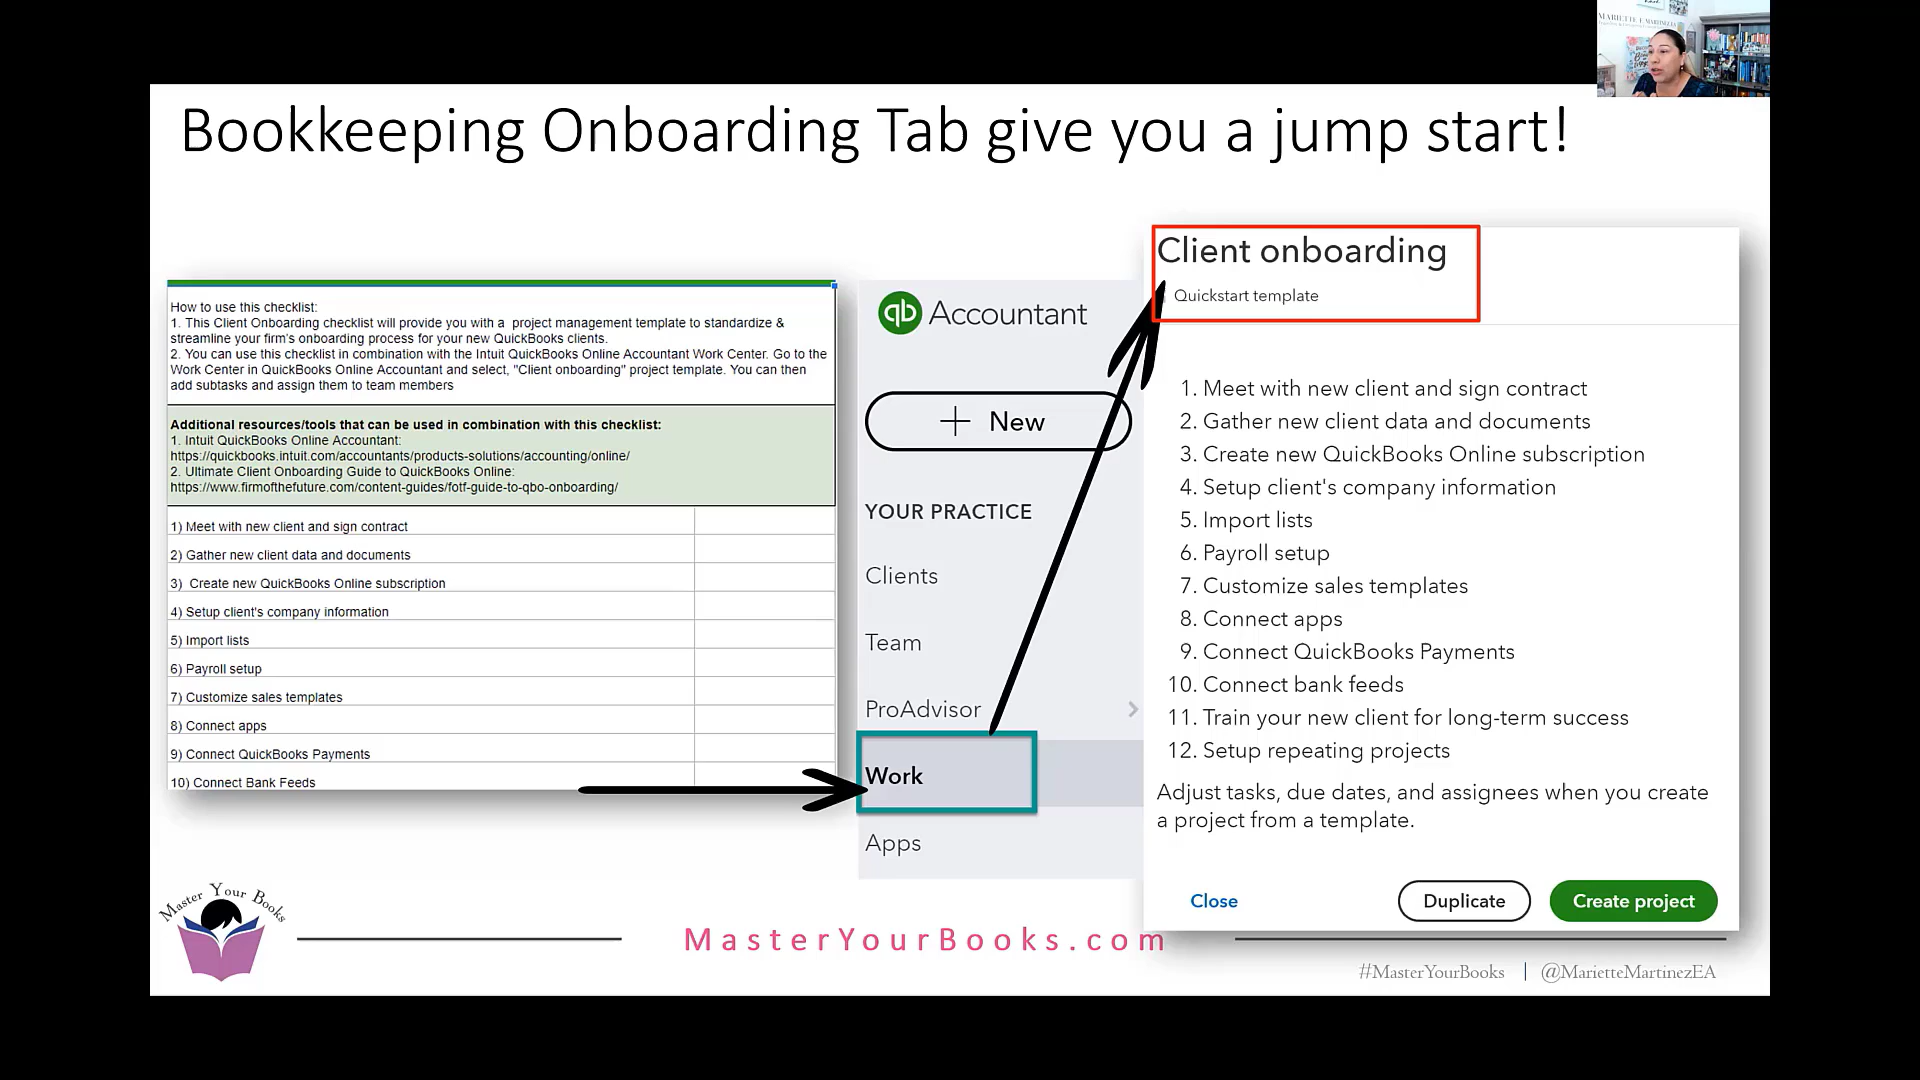 MARIETTE F MARTINEZ, EA
Bookkeeping Onboarding Tab give you a jump start!
How to use this checklist:
1. This Client Onboarding checklist will provide you with a project management template to standardize &
streamline your firm's onboarding process for your new QuickBooks clients.
2. You can use this checklist in combination with the Intuit QuickBooks Online Accountant Work Center. Go to the
Work Center in QuickBooks Online Accountant and select, "Client onboarding" project template. You can then
add subtasks and assign them to team members
Additional resources/tools that can be used in combination with this checklist:
1. Intuit QuickBooks Online Accountant:
https://quickbooks.intuit.com/accountants/products-solutions/accounting/online/
2. Ultimate Client Onboarding Guide to QuickBooks Online:
https://www.firmofthefuture.com/content-guides/fotf-guide-to-qbo-onboarding/
1) Meet with new client and sign contract
2) Gather new client data and documents
3) Create new QuickBooks Online subscription
4) Setup client's company information
5) Import lists
6) Payroll setup
7) Customize sales templates
8) Connect apps
9) Connect QuickBooks Payments
10) Connect Bank Feeds
qb Accountant
+ New
YOUR PRACTICE
Clients
Team
ProAdvisor
Work
Apps
Client onboarding
Quickstart template
1. Meet with new client and sign contract
2. Gather new client data and documents
3. Create new QuickBooks Online subscription
4. Setup client's company information
5. Import lists
6. Payroll setup
7. Customize sales templates
8. Connect apps
9. Connect QuickBooks Payments
10. Connect bank feeds
11. Train your new client for long-term success
12. Setup repeating projects
Adjust tasks, due dates, and assignees when you create
a project from a template.
Close
Duplicate
Create project
Master Your Books
MasterYourBooks.com
#MasterYourBooks | @MarietteMartinezEA